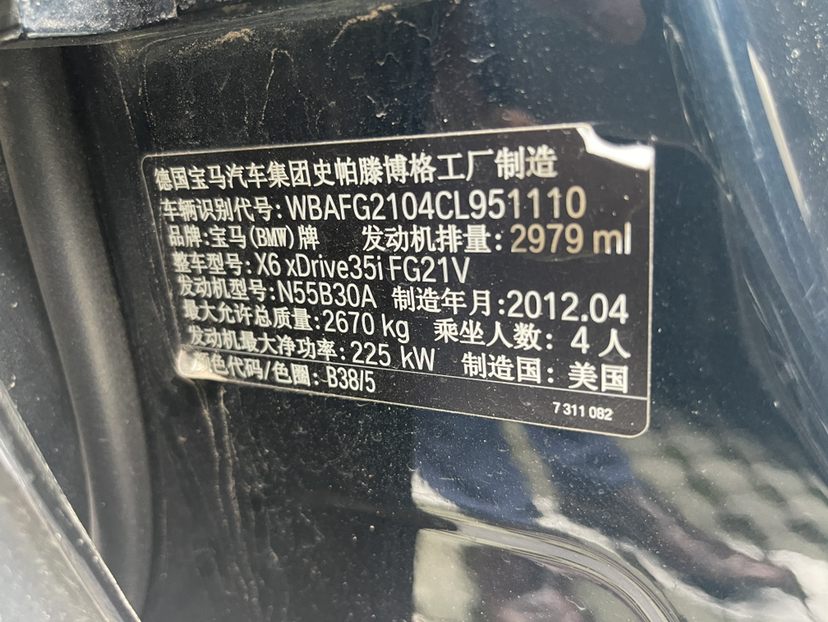 德国宝马汽车集团史帕滕博格工厂制造
车辆识别代号:WBAFG2104CL951110
品牌:宝马(BMW)牌 发动机排量:2979 ml
整车型号:X6 xDrive35i FG21V
发动机型号:N55B30A 制造年月:2012.04
最大允许总质量:2670 kg 乘坐人数: 4 人
发动机最大净功率: 225 kW 制造国: 美国
颜色代码/色圈: B38/5
7 311 082